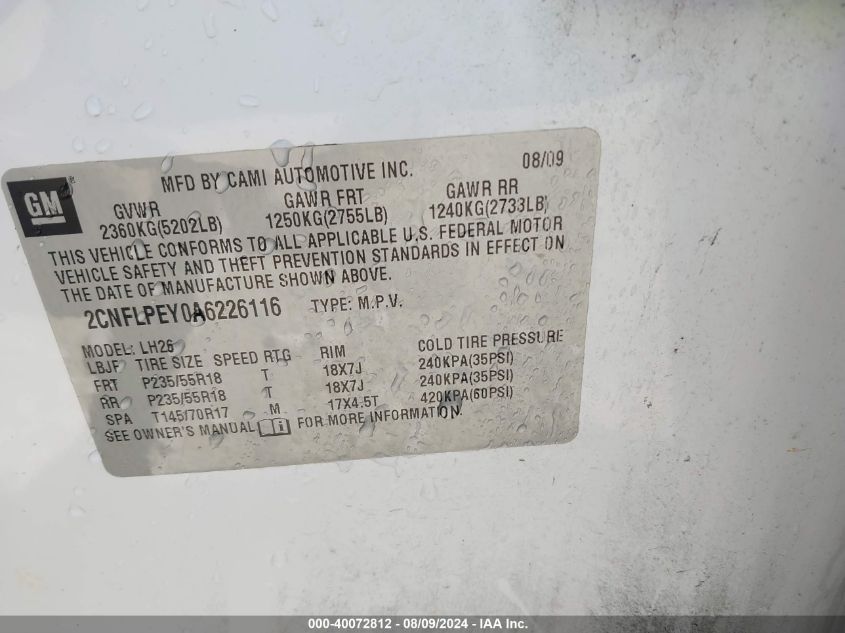 GM
MFD BY CAMI AUTOMOTIVE INC. 08/09
GVWR GAWR FRT GAWR RR
2360KG(5202LB) 1250KG(2755LB) 1240KG(2733LB)
THIS VEHICLE CONFORMS TO ALL APPLICABLE U.S. FEDERAL MOTOR
VEHICLE SAFETY AND THEFT PREVENTION STANDARDS IN EFFECT ON
THE DATE OF MANUFACTURE SHOWN ABOVE.
2CNFLPEY0A6226116 TYPE: M.P.V.
MODEL: LH26
LBJF TIRE SIZE SPEED RTG RIM COLD TIRE PRESSURE
FRT P235/55R18 T 18X7J 240KPA(35PSI)
RR P235/55R18 T 18X7J 240KPA(35PSI)
SPA T145/70R17 M 17X4.5T 420KPA(60PSI)
SEE OWNER'S MANUAL FOR MORE INFORMATION.
000-40072812 - 08/09/2024 - IAA Inc.